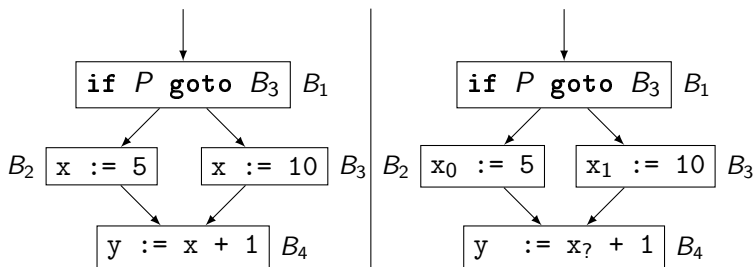 if P goto B₃ B₁
B₂ x := 5 x := 10 B₃
y := x + 1 B₄
if P goto B₃ B₁
B₂ x₀ := 5 x₁ := 10 B₃
y := x? + 1 B₄